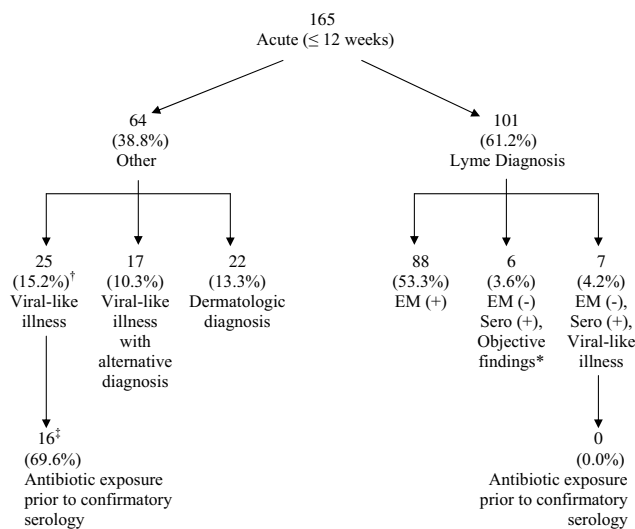 165
Acute (≤ 12 weeks)
64
(38.8%)
Other
101
(61.2%)
Lyme Diagnosis
25
(15.2%)†
Viral-like
illness
17
(10.3%)
Viral-like
illness
with
alternative
diagnosis
22
(13.3%)
Dermatologic
diagnosis
88
(53.3%)
EM (+)
6
(3.6%)
EM (-)
Sero (+),
Objective
findings*
7
(4.2%)
EM (-),
Sero (+),
Viral-like
illness
16‡
(69.6%)
Antibiotic exposure
prior to confirmatory
serology
0
(0.0%)
Antibiotic exposure
prior to confirmatory
serology